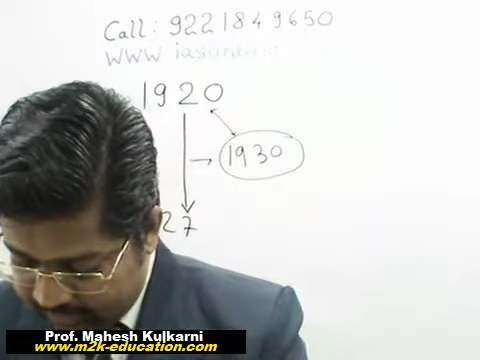 Call: 9221849650
www
1920
1930
27
Prof. Mahesh Kulkarni
www.m2k-education.com